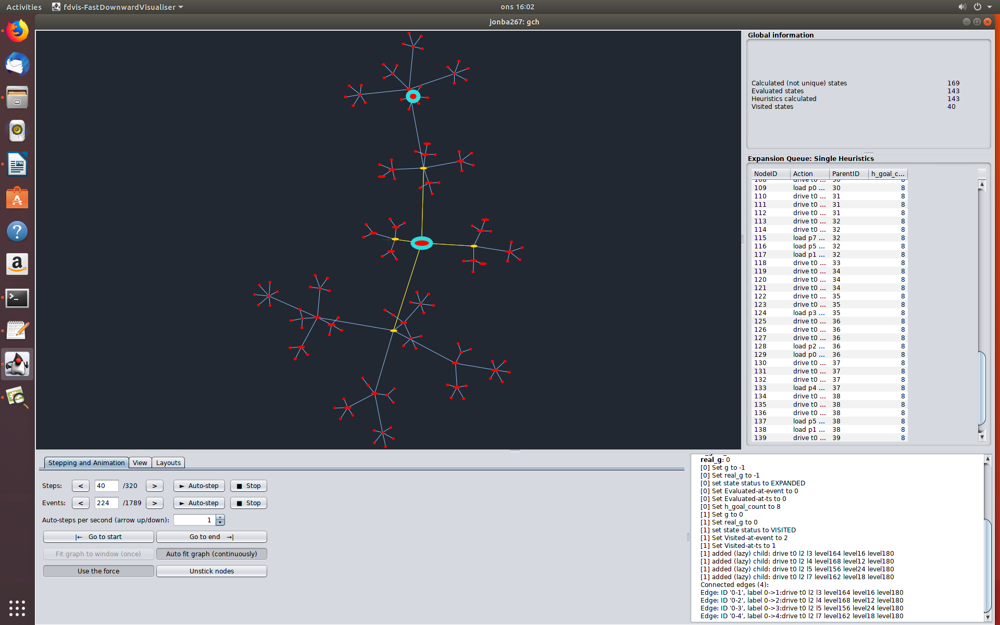 Activities fdvis-FastDownwardVisualiser ons 16:02
jonba267: gch
Global information
Calculated (not unique) states 169
Evaluated states 143
Heuristics calculated 143
Visited states 40
Expansion Queue: Single Heuristics
NodeID Action ParentID h_goal_c...
108 drive t0 ... 30 8
109 load p0 ... 30 8
110 drive t0 ... 31 8
111 drive t0 ... 31 8
112 drive t0 ... 31 8
113 drive t0 ... 32 8
114 drive t0 ... 32 8
115 load p7 ... 32 8
116 load p5 ... 32 8
117 load p1 ... 32 8
118 drive t0 ... 33 8
119 drive t0 ... 34 8
120 drive t0 ... 34 8
121 drive t0 ... 34 8
122 drive t0 ... 35 8
123 drive t0 ... 35 8
124 load p3 ... 35 8
125 drive t0 ... 36 8
126 drive t0 ... 36 8
127 drive t0 ... 36 8
128 load p2 ... 36 8
129 load p0 ... 36 8
130 drive t0 ... 37 8
131 drive t0 ... 37 8
132 drive t0 ... 37 8
133 load p4 ... 37 8
134 drive t0 ... 38 8
135 drive t0 ... 38 8
136 drive t0 ... 38 8
137 load p5 ... 38 8
138 load p1 ... 38 8
139 drive t0 ... 39 8
Stepping and Animation View Layouts
Steps: < 40 /320 > ► Auto-step ■ Stop
Events: < 224 /1789 > ► Auto-step ■ Stop
Auto-steps per second (arrow up/down): 1
|← Go to start Go to end →|
Fit graph to window (once) Auto fit graph (continuously)
Use the force Unstick nodes
real_g: 0
[0] Set g to -1
[0] Set real_g to -1
[0] set state status to EXPANDED
[0] Set Evaluated-at-event to 0
[0] Set Evaluated-at-ts to 0
[0] Set h_goal_count to 8
[1] Set g to 0
[1] Set real_g to 0
[1] set state status to VISITED
[1] Set Visited-at-event to 2
[1] Set Visited-at-ts to 1
[1] added (lazy) child: drive t0 l2 l3 level164 level16 level180
[1] added (lazy) child: drive t0 l2 l4 level168 level12 level180
[1] added (lazy) child: drive t0 l2 l5 level156 level24 level180
[1] added (lazy) child: drive t0 l2 l7 level162 level18 level180
Connected edges (4):
Edge: ID '0-1', label 0->1:drive t0 l2 l3 level164 level16 level180
Edge: ID '0-2', label 0->2:drive t0 l2 l4 level168 level12 level180
Edge: ID '0-3', label 0->3:drive t0 l2 l5 level156 level24 level180
Edge: ID '0-4', label 0->4:drive t0 l2 l7 level162 level18 level180